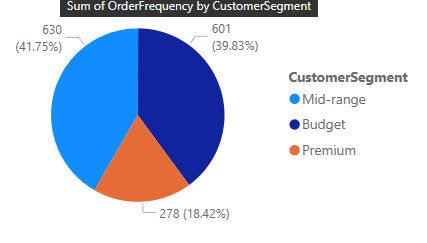 Sum of OrderFrequency by CustomerSegment
630
(41.75%)
601
(39.83%)
278 (18.42%)
CustomerSegment
Mid-range
Budget
Premium